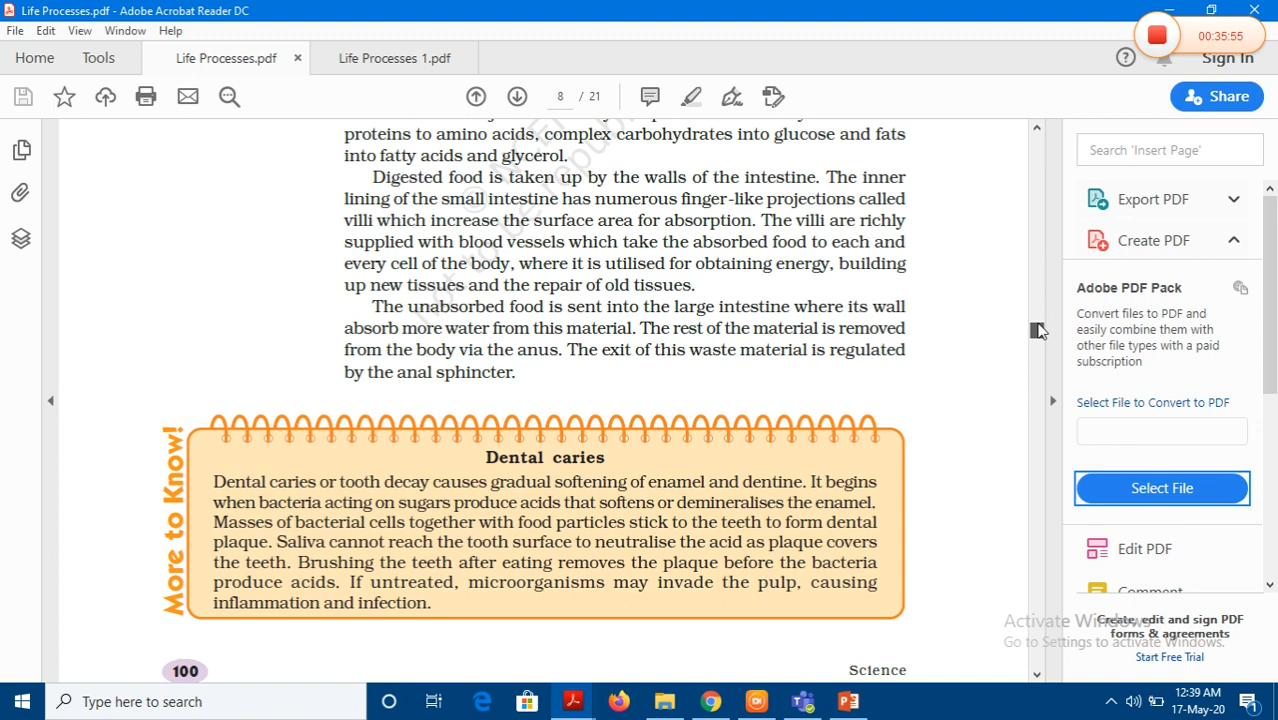 Life Processes.pdf - Adobe Acrobat Reader DC
File Edit View Window Help
00:35:55
Home Tools Life Processes.pdf × Life Processes 1.pdf Sign In
8 / 21 Share
proteins to amino acids, complex carbohydrates into glucose and fats
into fatty acids and glycerol.
Digested food is taken up by the walls of the intestine. The inner
lining of the small intestine has numerous finger-like projections called
villi which increase the surface area for absorption. The villi are richly
supplied with blood vessels which take the absorbed food to each and
every cell of the body, where it is utilised for obtaining energy, building
up new tissues and the repair of old tissues.
The unabsorbed food is sent into the large intestine where its wall
absorb more water from this material. The rest of the material is removed
from the body via the anus. The exit of this waste material is regulated
by the anal sphincter.
More to Know!
Dental caries
Dental caries or tooth decay causes gradual softening of enamel and dentine. It begins
when bacteria acting on sugars produce acids that softens or demineralises the enamel.
Masses of bacterial cells together with food particles stick to the teeth to form dental
plaque. Saliva cannot reach the tooth surface to neutralise the acid as plaque covers
the teeth. Brushing the teeth after eating removes the plaque before the bacteria
produce acids. If untreated, microorganisms may invade the pulp, causing
inflammation and infection.
100
Science
Search 'Insert Page'
Export PDF
Create PDF
Adobe PDF Pack
Convert files to PDF and
easily combine them with
other file types with a paid
subscription
Select File to Convert to PDF
Select File
Edit PDF
Comment
Create, edit and sign PDF
forms & agreements
Start Free Trial
Activate Windows
Go to Settings to activate Windows.
Type here to search
12:39 AM
17-May-20
1